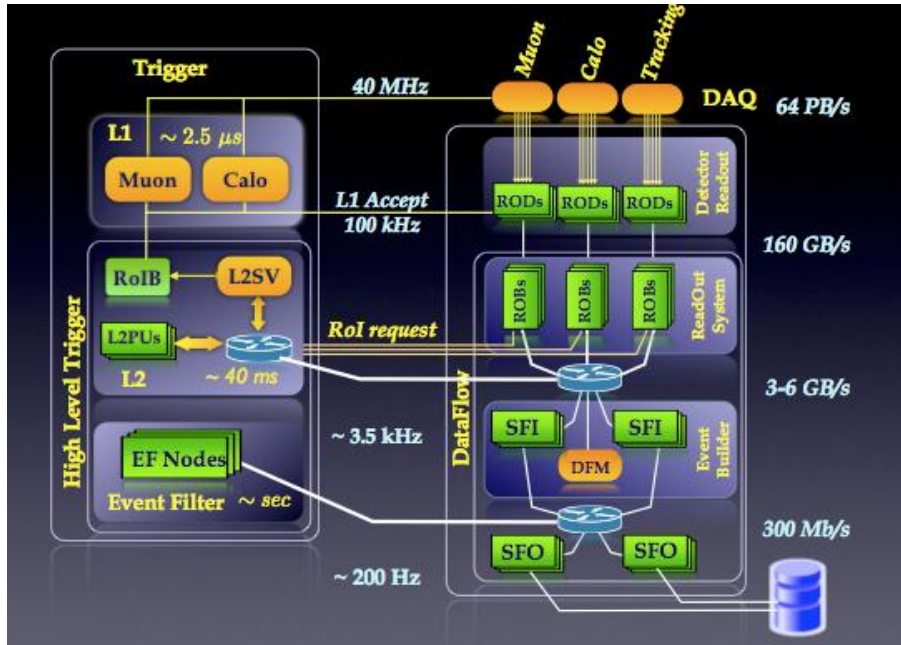 Trigger
40 MHz
Muon
Calo
Tracking
DAQ
64 PB/s
L1
~ 2.5 μs
Muon
Calo
L1 Accept
100 kHz
RODs
RODs
RODs
Detector
Readout
160 GB/s
High Level Trigger
RoIB
L2SV
L2PUs
L2
~ 40 ms
RoI request
DataFlow
ROBs
ROBs
ROBs
ReadOut
System
3-6 GB/s
~ 3.5 kHz
SFI
SFI
DFM
Event
Builder
EF Nodes
Event Filter ~ sec
300 Mb/s
SFO
SFO
~ 200 Hz